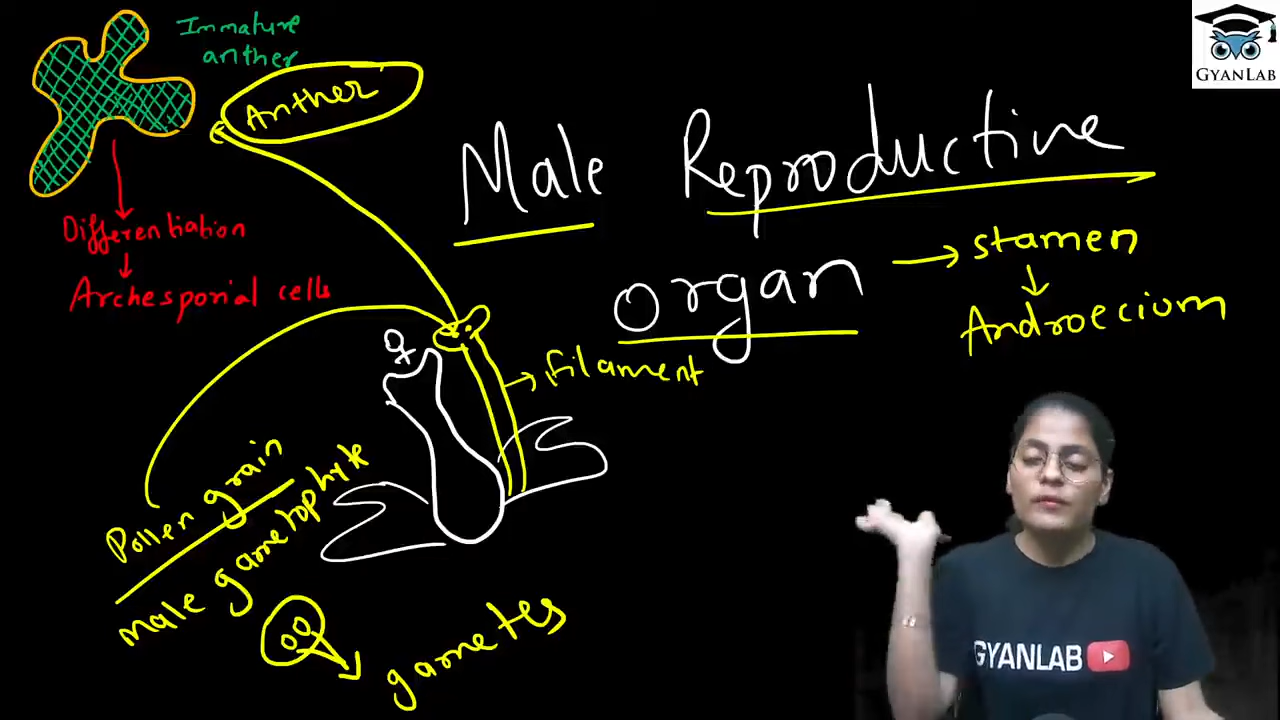 Immature
anther
Anther
GYANLAB
Male Reproductive
organ
stamen
Androecium
Differentiation
Archesporial cells
filament
Pollen grain
male gametophyte
gametes
GYANLAB